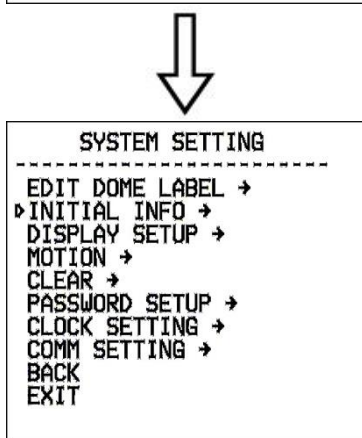 SYSTEM SETTING
EDIT DOME LABEL →
INITIAL INFO →
DISPLAY SETUP →
MOTION →
CLEAR →
PASSWORD SETUP →
CLOCK SETTING →
COMM SETTING →
BACK
EXIT